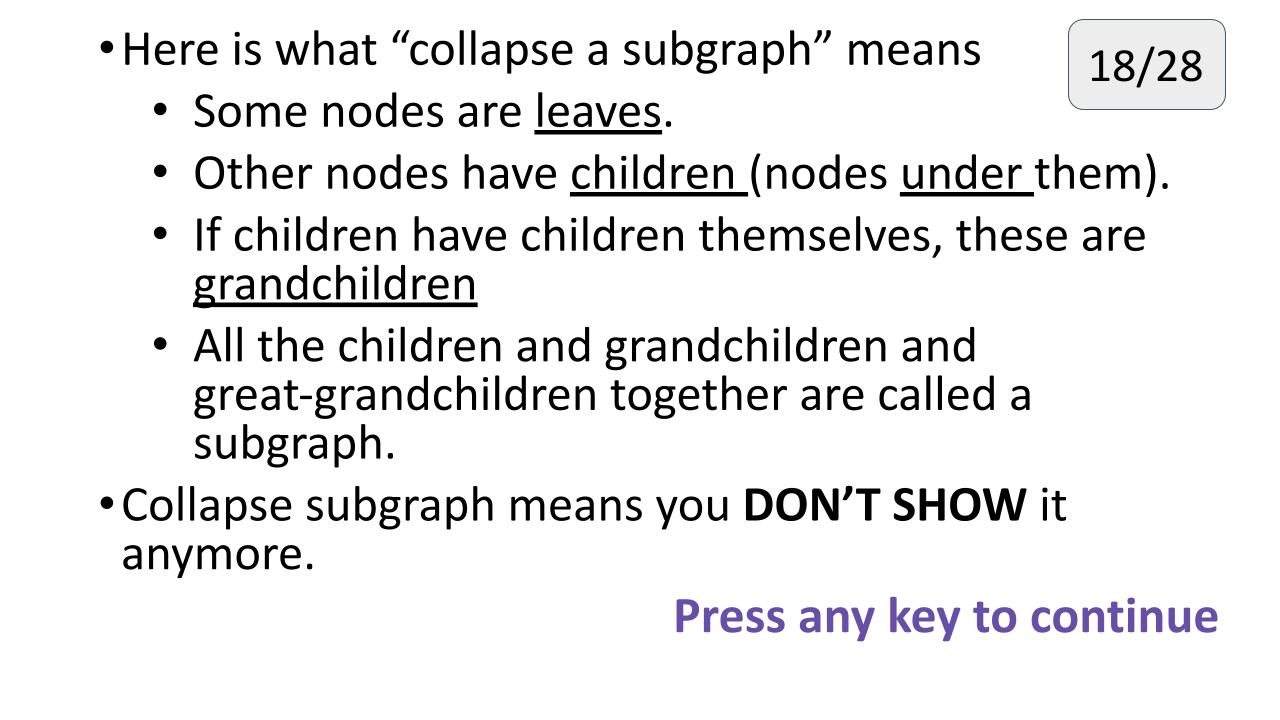 •Here is what “collapse a subgraph” means
18/28
• Some nodes are leaves.
• Other nodes have children (nodes under them).
• If children have children themselves, these are
grandchildren
• All the children and grandchildren and
great-grandchildren together are called a
subgraph.
•Collapse subgraph means you DON’T SHOW it
anymore.
Press any key to continue